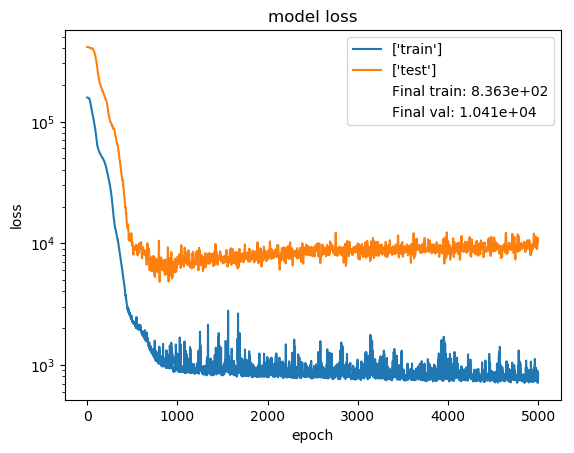 model loss
['train']
['test']
Final train: 8.363e+02
Final val: 1.041e+04
loss
10^5
10^4
10^3
0 1000 2000 3000 4000 5000
epoch